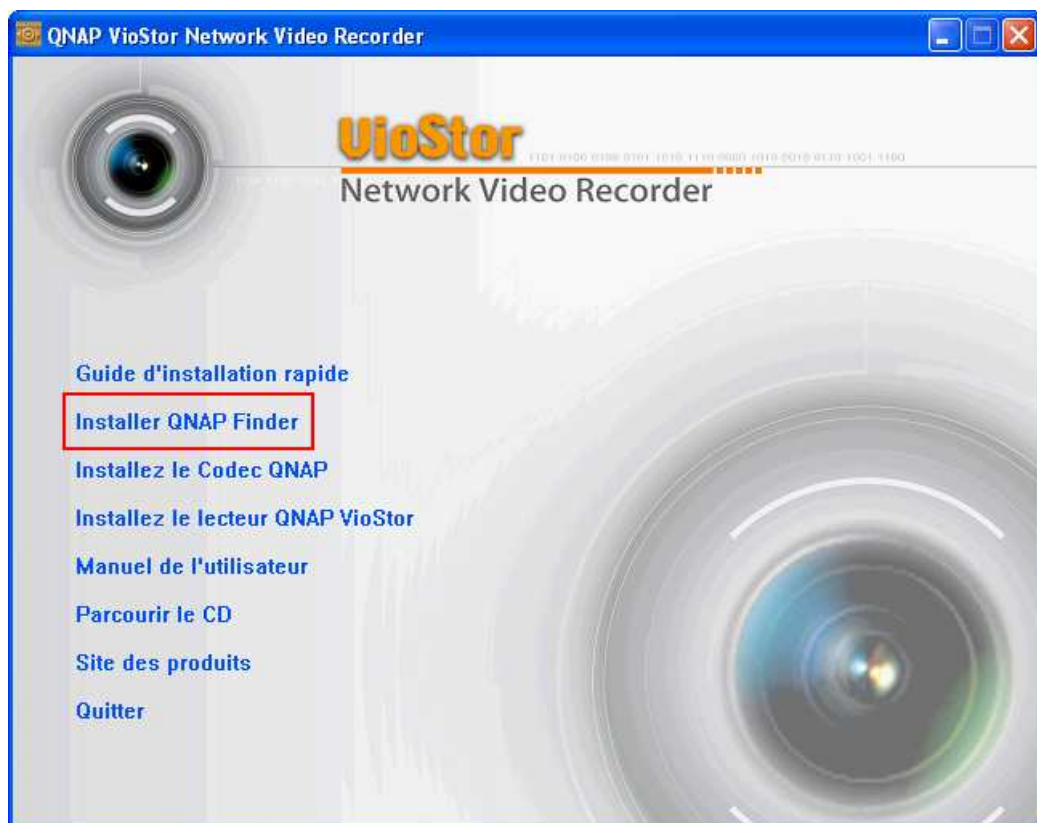 QNAP VioStor Network Video Recorder
VioStor
Network Video Recorder
Guide d'installation rapide
Installer QNAP Finder
Installez le Codec QNAP
Installez le lecteur QNAP VioStor
Manuel de l'utilisateur
Parcourir le CD
Site des produits
Quitter